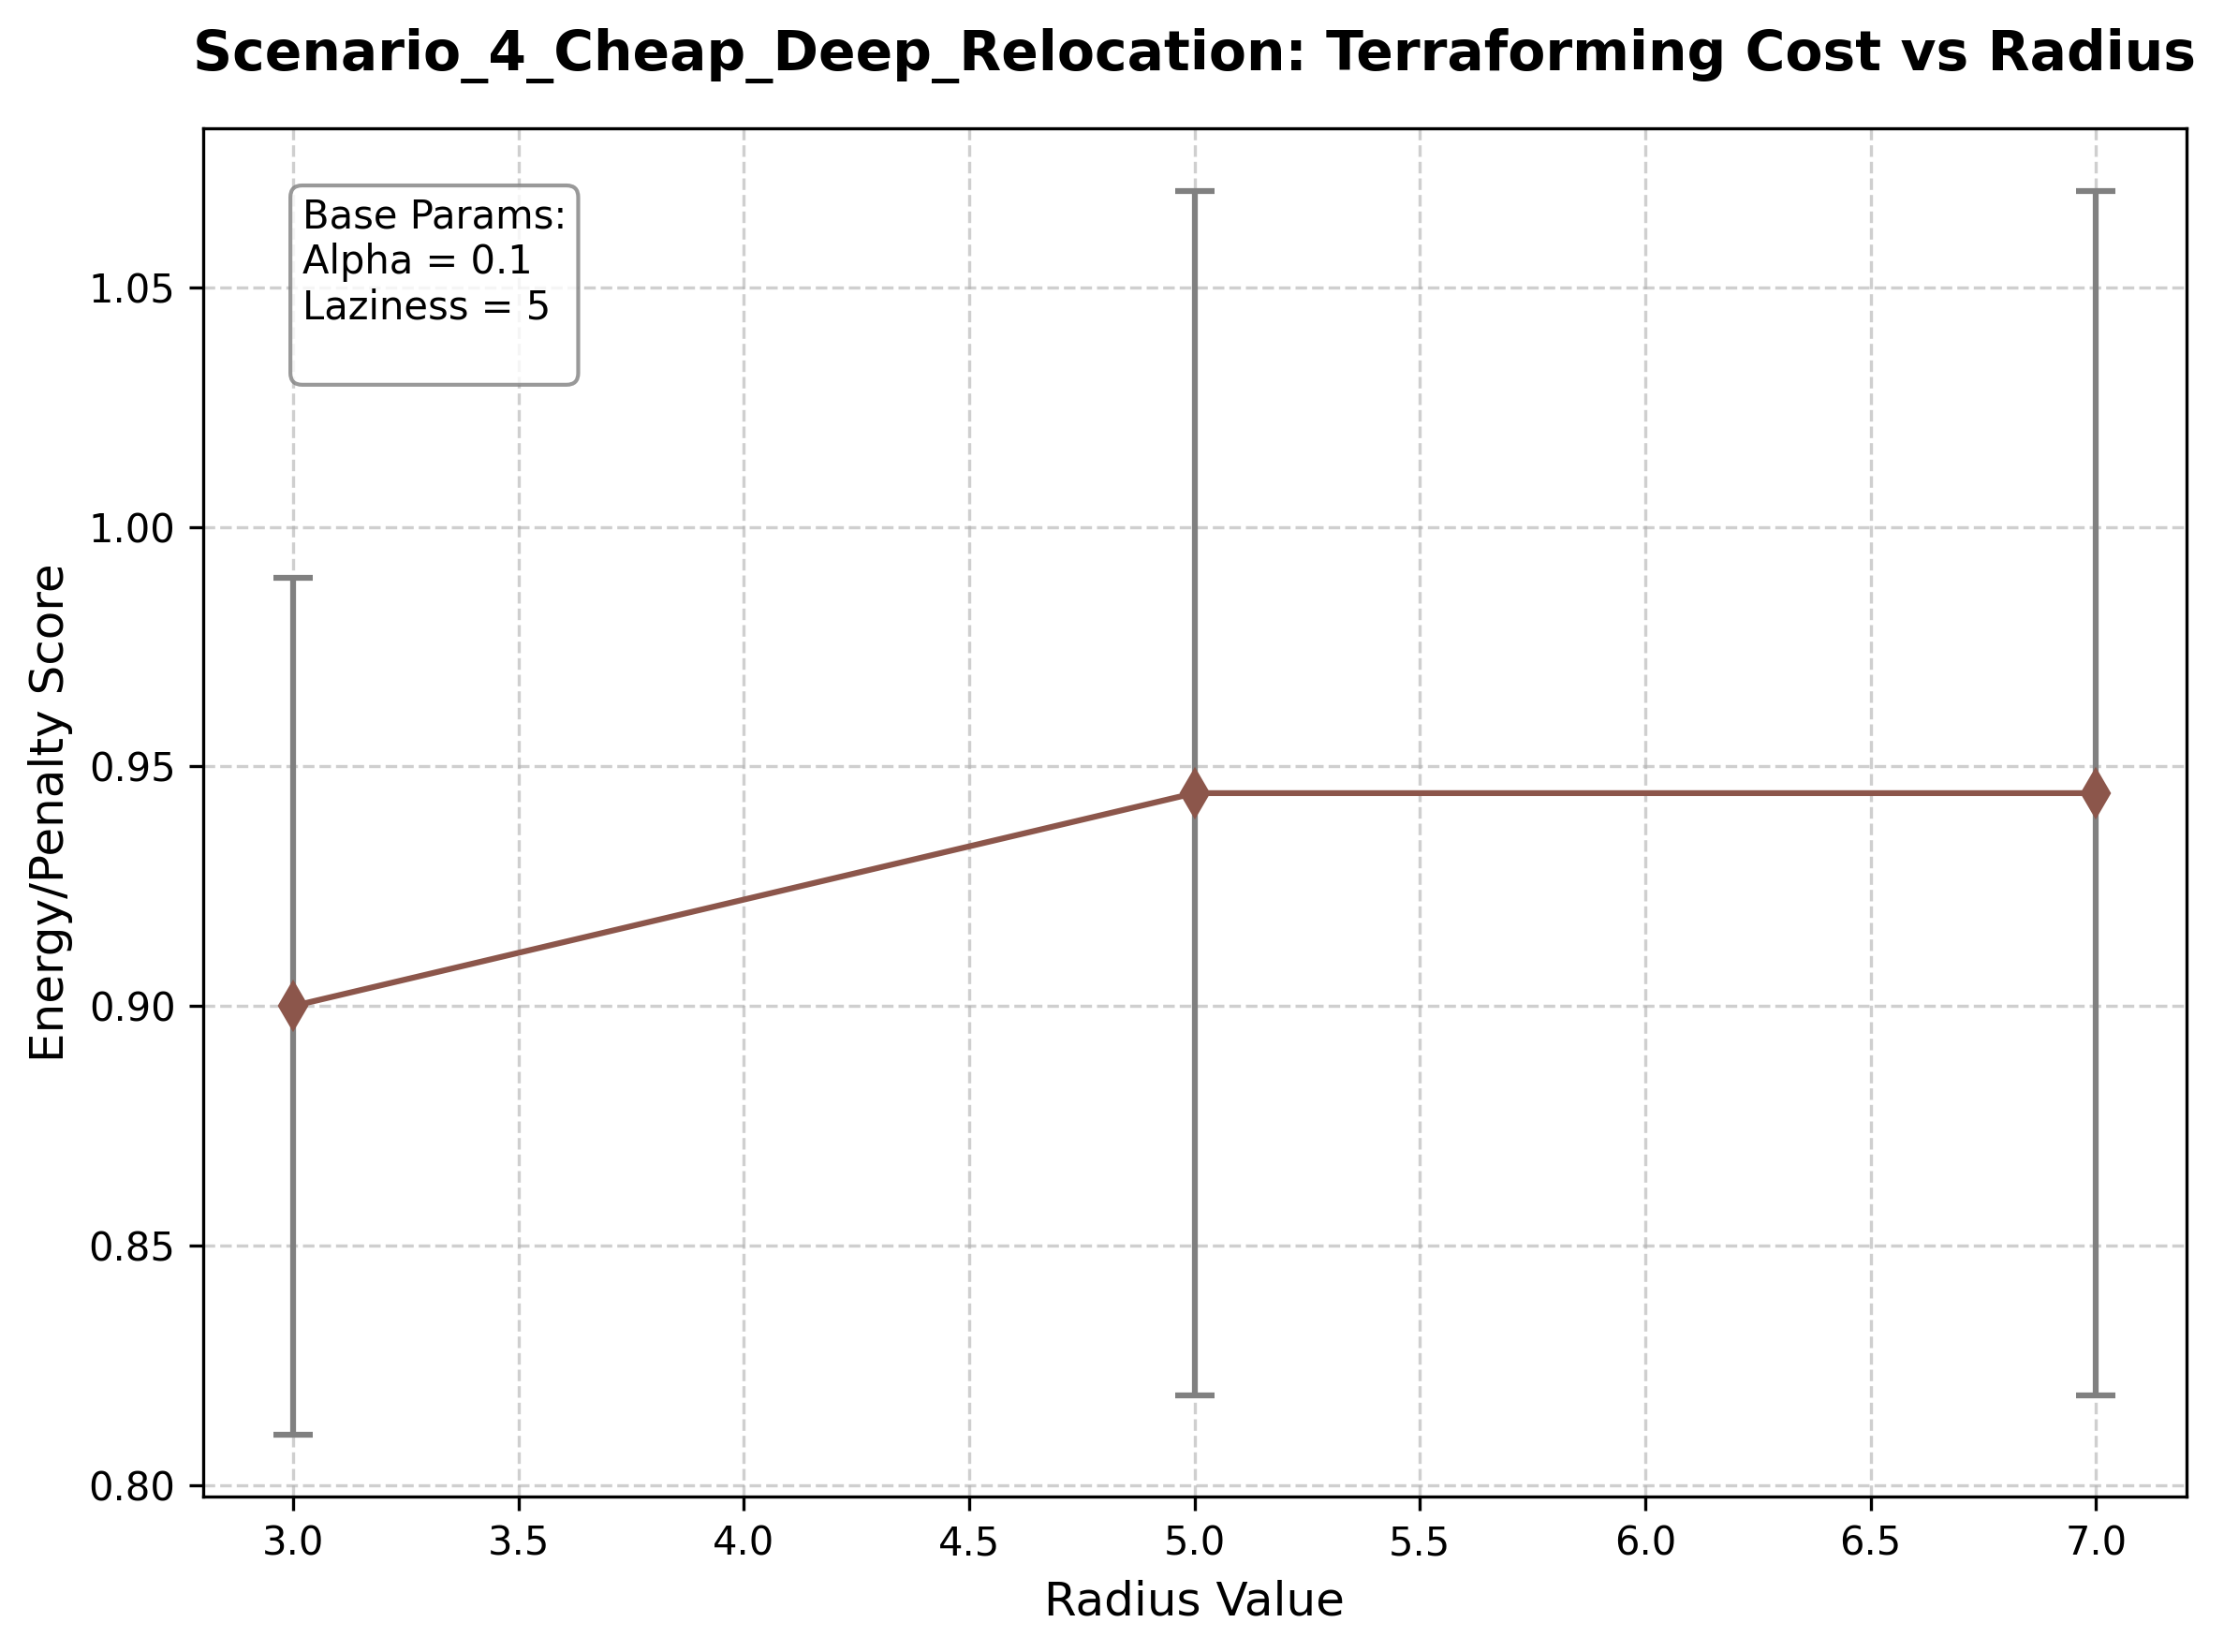 Scenario_4_Cheap_Deep_Relocation: Terraforming Cost vs Radius
Base Params:
Alpha = 0.1
Laziness = 5
Energy/Penalty Score
1.05
1.00
0.95
0.90
0.85
0.80
3.0 3.5 4.0 4.5 5.0 5.5 6.0 6.5 7.0
Radius Value